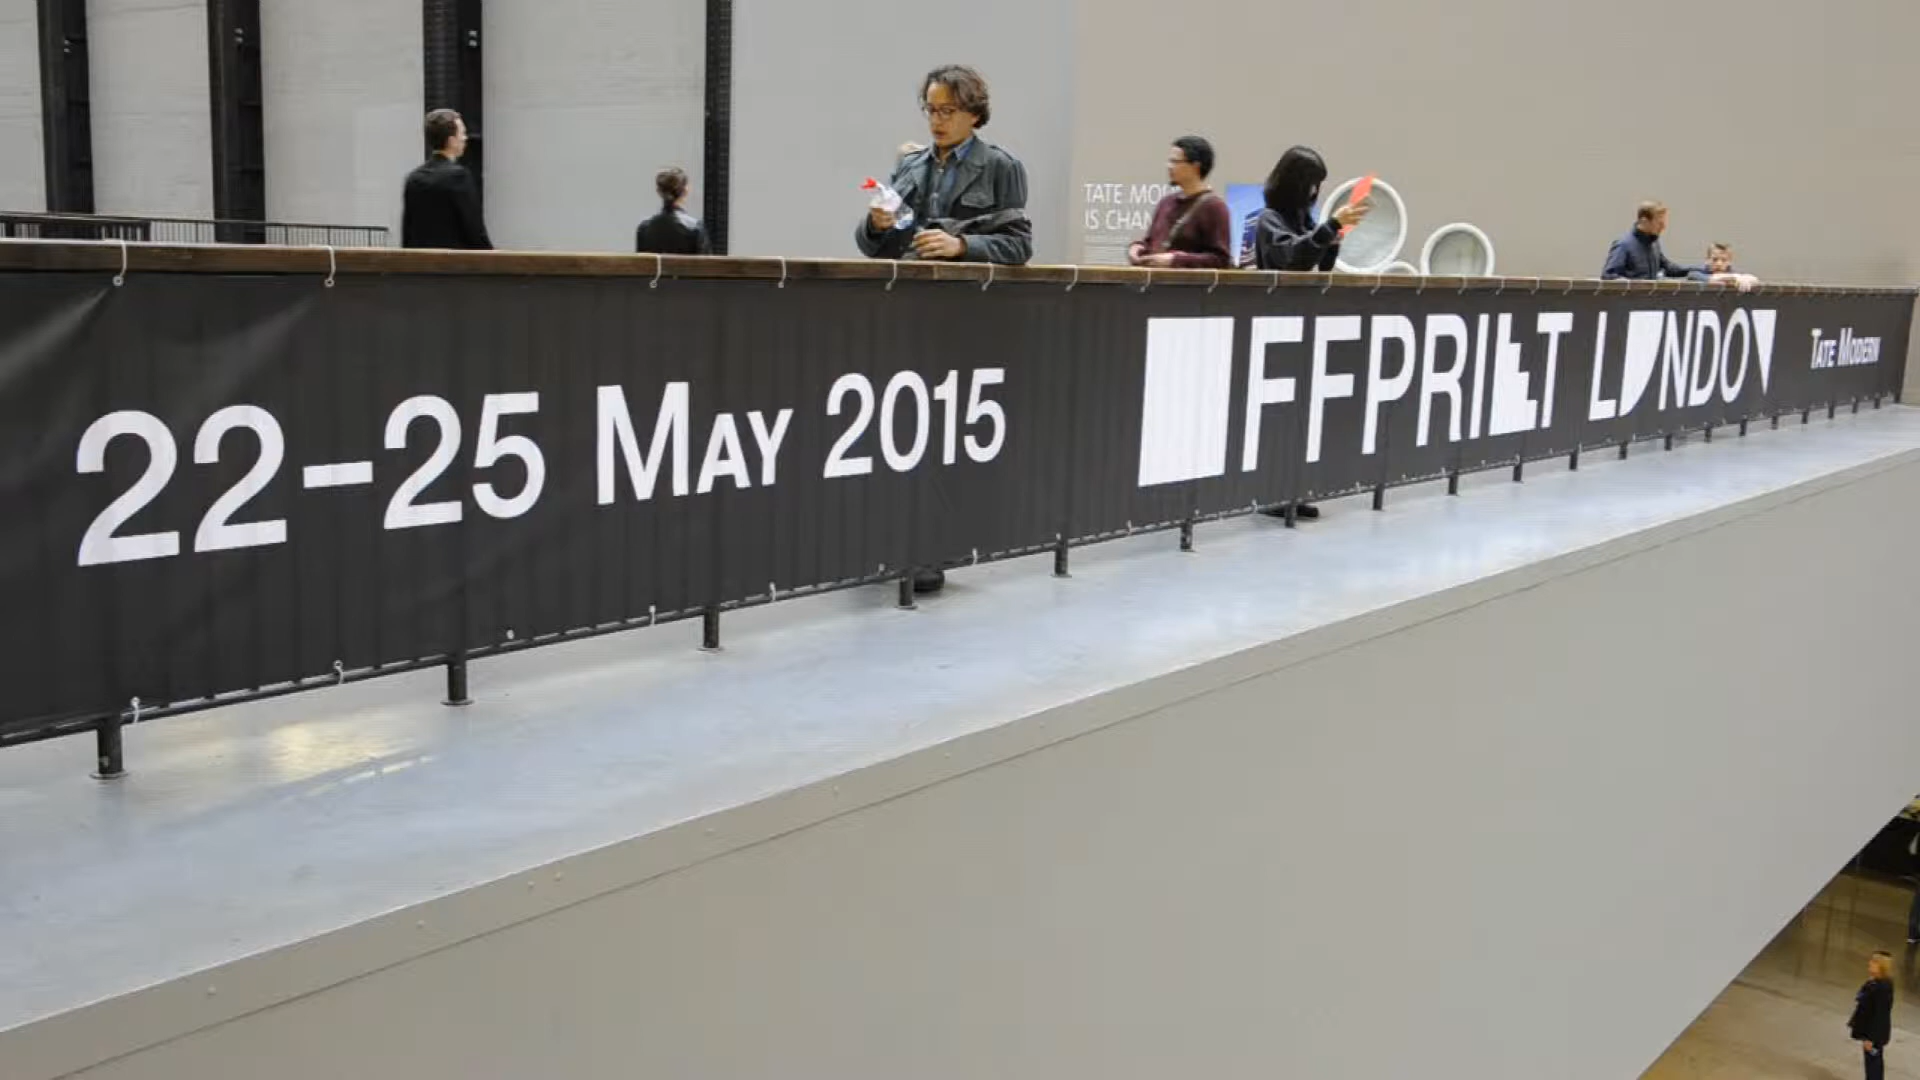 22-25 MAY 2015
OFFPRINT LONDON
TATE MODERN
TATE MOD
IS CHAN